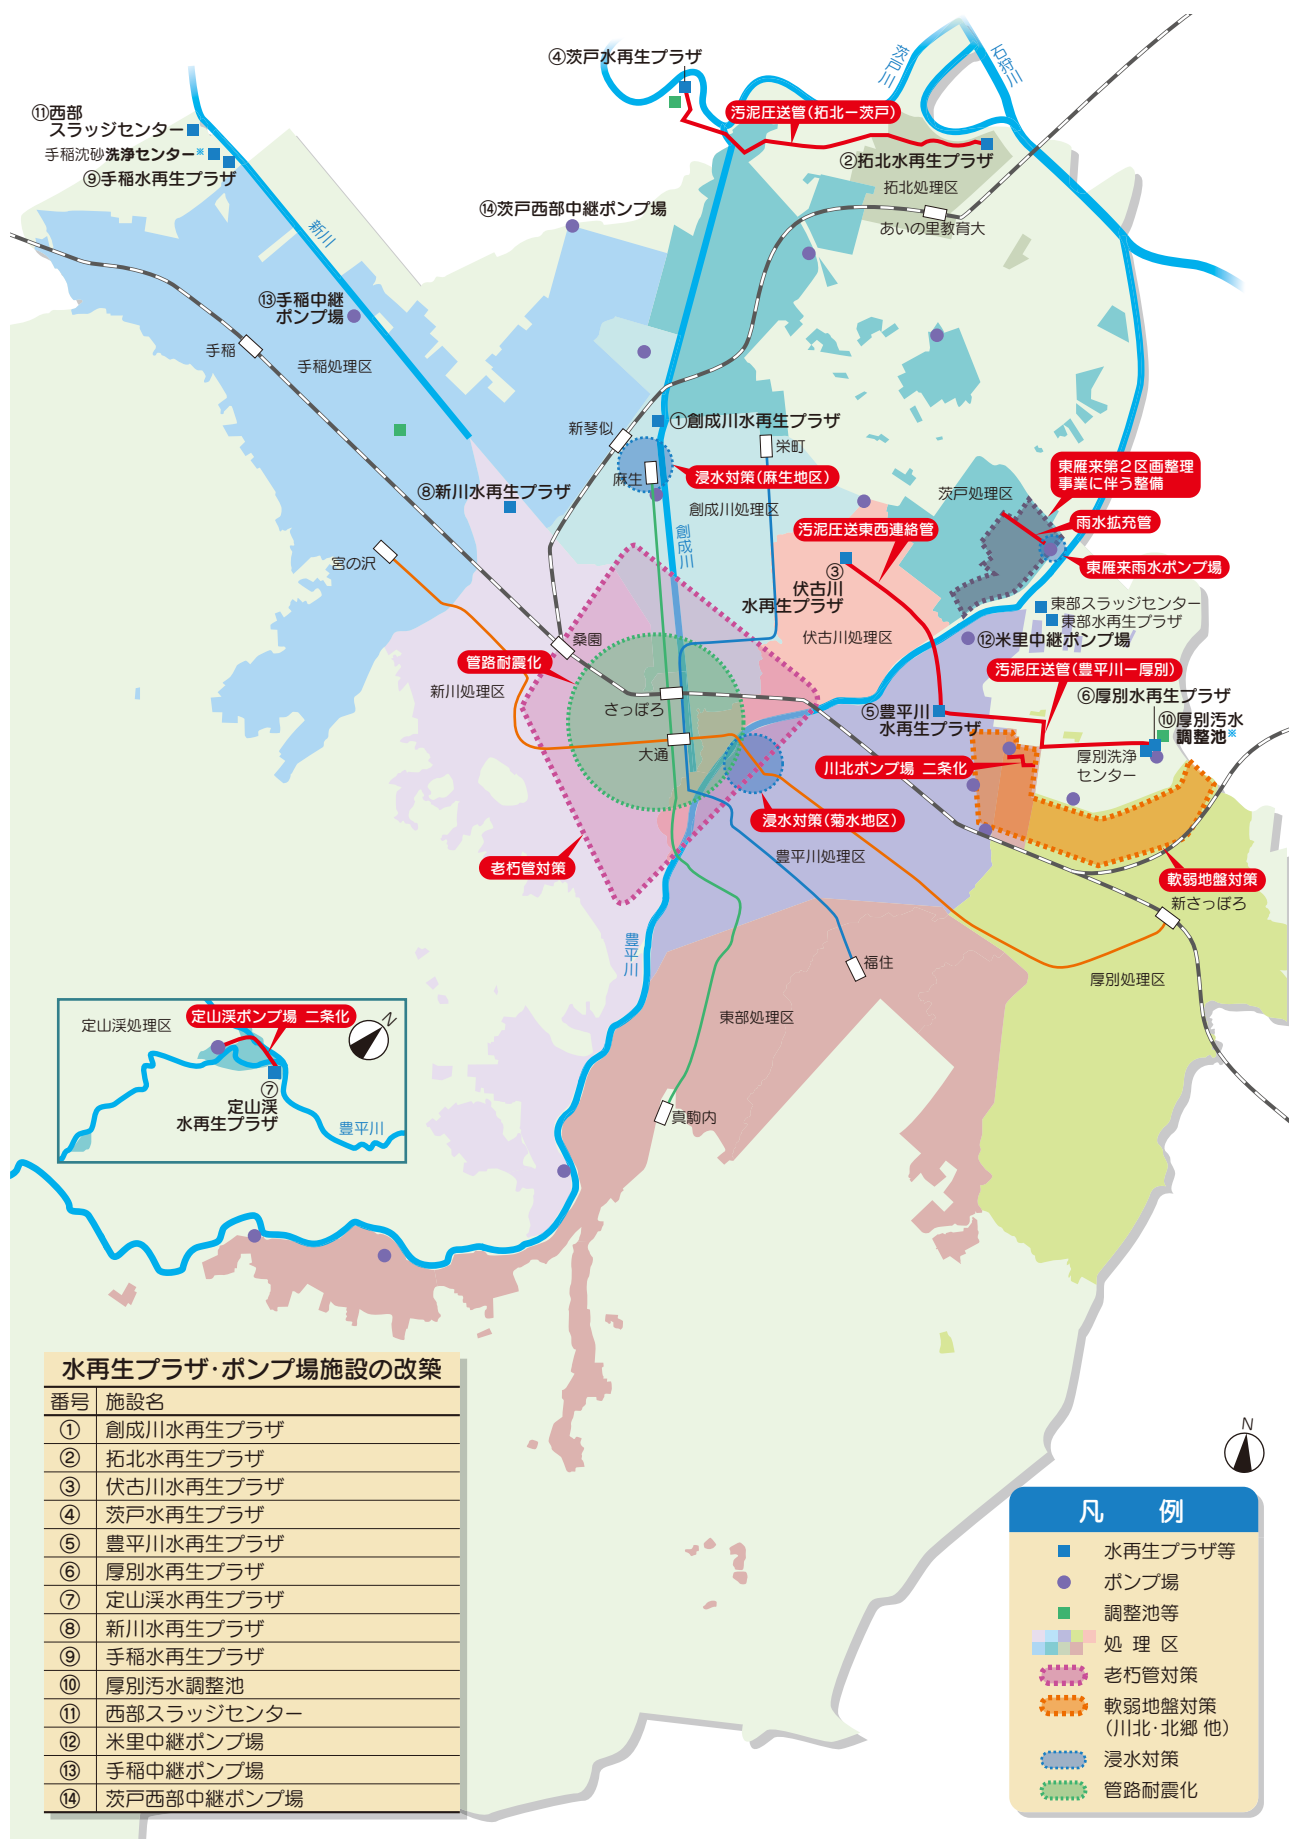 ④茨戸水再生プラザ
茨戸川
石狩川
⑪西部
スラッジセンター
手稲沈砂洗浄センター※
⑨手稲水再生プラザ
汚泥圧送管(拓北ー茨戸)
②拓北水再生プラザ
拓北処理区
あいの里教育大
⑭茨戸西部中継ポンプ場
新川
⑬手稲中継
ポンプ場
手稲
手稲処理区
新琴似
①創成川水再生プラザ
栄町
麻生
浸水対策(麻生地区)
東雁来第2区画整理
事業に伴う整備
⑧新川水再生プラザ
創成川処理区
茨戸処理区
雨水拡充管
汚泥圧送東西連絡管
創成川
宮の沢
東雁来雨水ポンプ場
③
伏古川
水再生プラザ
東部スラッジセンター
東部水再生プラザ
伏古川処理区
⑫米里中継ポンプ場
桑園
管路耐震化
新川処理区
汚泥圧送管(豊平川ー厚別)
さっぽろ
⑥厚別水再生プラザ
⑤豊平川
水再生プラザ
⑩厚別汚水
調整池※
大通
川北ポンプ場 二条化
厚別洗浄
センター
浸水対策(菊水地区)
豊平川処理区
老朽管対策
軟弱地盤対策
新さっぽろ
豊平川
福住
厚別処理区
東部処理区
定山渓処理区
定山渓ポンプ場 二条化
N
⑦
定山渓
水再生プラザ
豊平川
真駒内
水再生プラザ・ポンプ場施設の改築
番号 施設名
① 創成川水再生プラザ
② 拓北水再生プラザ
③ 伏古川水再生プラザ
④ 茨戸水再生プラザ
⑤ 豊平川水再生プラザ
⑥ 厚別水再生プラザ
⑦ 定山渓水再生プラザ
⑧ 新川水再生プラザ
⑨ 手稲水再生プラザ
⑩ 厚別汚水調整池
⑪ 西部スラッジセンター
⑫ 米里中継ポンプ場
⑬ 手稲中継ポンプ場
⑭ 茨戸西部中継ポンプ場
N
凡 例
水再生プラザ等
ポンプ場
調整池等
処 理 区
老朽管対策
軟弱地盤対策
(川北・北郷 他)
浸水対策
管路耐震化